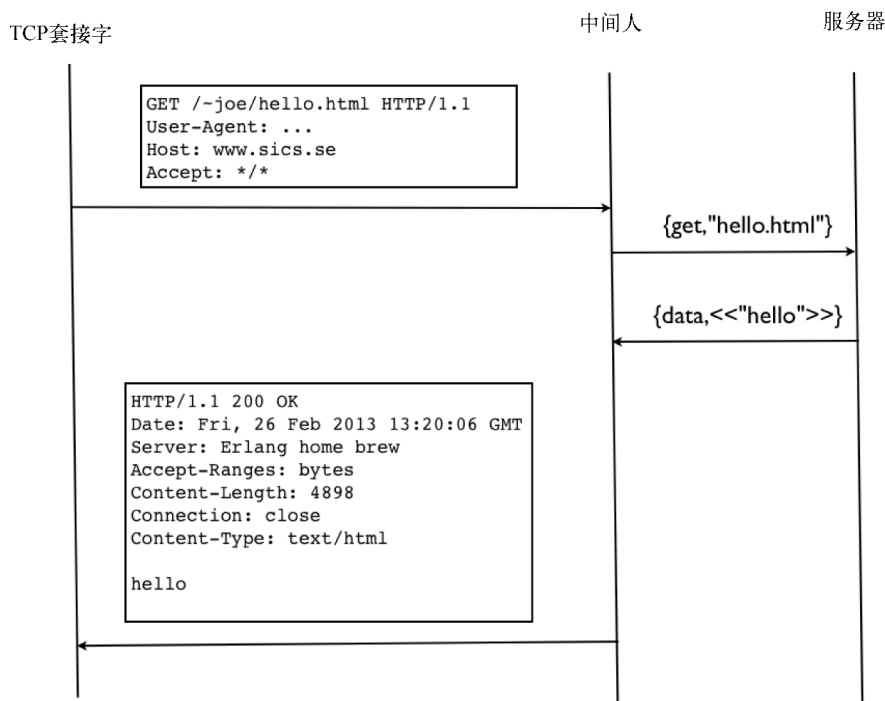 TCP套接字
中间人
服务器
GET /~joe/hello.html HTTP/1.1
User-Agent: ...
Host: www.sics.se
Accept: */*
{get,"hello.html"}
{data,<<"hello">>}
HTTP/1.1 200 OK
Date: Fri, 26 Feb 2013 13:20:06 GMT
Server: Erlang home brew
Accept-Ranges: bytes
Content-Length: 4898
Connection: close
Content-Type: text/html
hello